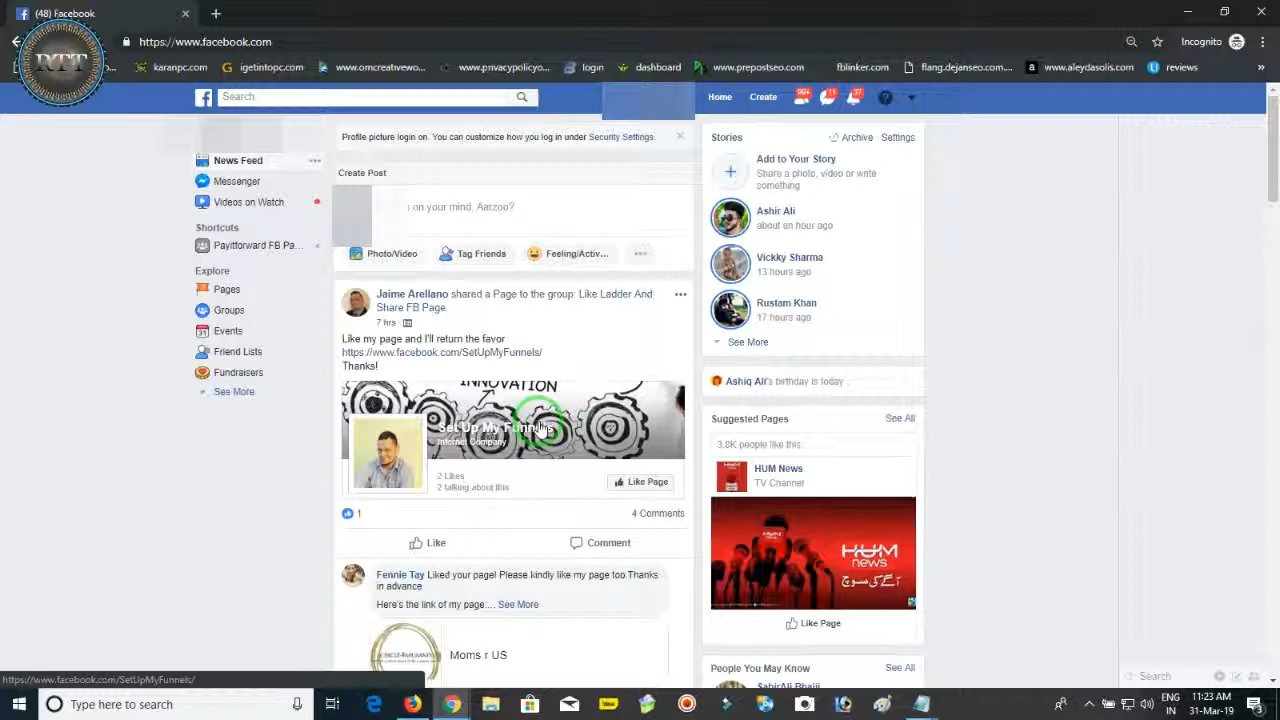 (48) Facebook
https://www.facebook.com
Incognito
karanpc.com
igetintopc.com
www.omcreativewo...
www.privacypolicyo...
login
dashboard
www.prepostseo.com
fblinker.com
flang.dejanseo.com...
www.aleydasolis.com
reviews
»
RTT
Search
Home
Create
99+
11
37
News Feed
Messenger
Videos on Watch
Shortcuts
Payitforward FB Pa...
4
Explore
Pages
Groups
Events
Friend Lists
Fundraisers
See More.
Profile picture login on. You can customize how you log in under Security Settings.
Create Post
s on your mind, Aarzoo?
Photo/Video
Tag Friends
Feeling/Activ...
Jaime Arellano shared a Page to the group: Like Ladder And
Share FB Page.
7 hrs ·
Like my page and I'll return the favor
https://www.facebook.com/SetUpMyFunnels/
Thanks!
INNOVATION
Set Up My Funnels
Internet Company
2 Likes
2 talking about this
Like Page
1
4 Comments
Like
Comment
Fennie Tay Liked your page! Please kindly like my page too Thanks
in advance
Here's the link of my page:... See More
Moms r US
Stories
Archive
Settings
Add to Your Story
Share a photo, video or write
something
Ashir Ali
about an hour ago
Vickky Sharma
13 hours ago
Rustam Khan
17 hours ago
See More
Ashiq Ali's birthday is today
Suggested Pages
See All
3.8K people like this
HUM News
TV Channel
HUM
news
آگے کی سوچ
Like Page
People You May Know
See All
SabirAli Bhaiji
Search
https://www.facebook.com/SetUpMyFunnels/
Type here to search
ENG
IN
11:23 AM
31-Mar-19